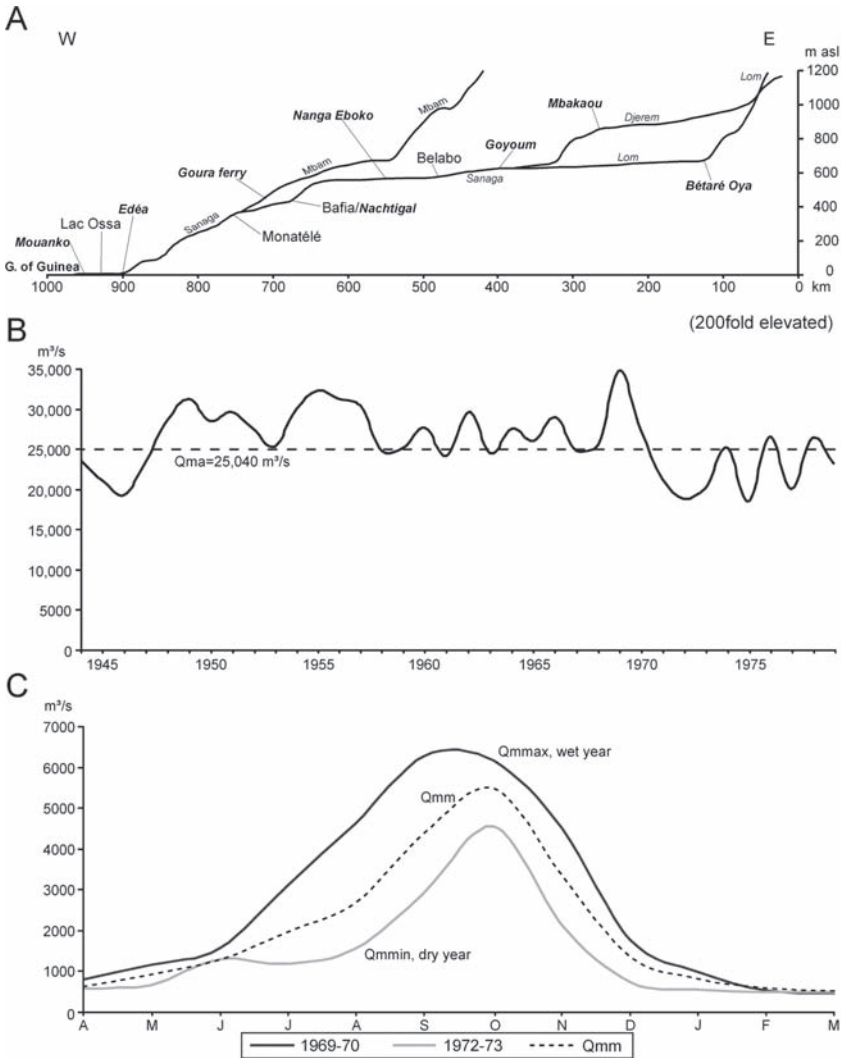 A
W
E
m asl
1200
1000
800
600
400
200
0
Lom
Mbam
Mbakaou
Djerem
Nanga Eboko
Goyoum
Belabo
Mbam
Goura ferry
Lom
Sanaga
Bétaré Oya
Edéa
Lac Ossa
Sanaga
Bafia/Nachtigal
Mouanko
Monatélé
G. of Guinea
1000 900 800 700 600 500 400 300 200 100 0 km
(200fold elevated)
B
m³/s
35,000
30,000
25,000
Qma=25,040 m³/s
20,000
15,000
10,000
5000
0
1945 1950 1955 1960 1965 1970 1975
C
m³/s
7000
Qmmax, wet year
6000
Qmm
5000
4000
3000
2000
Qmmin, dry year
1000
0
A M J J A S O N D J F M
1969-70 1972-73 Qmm